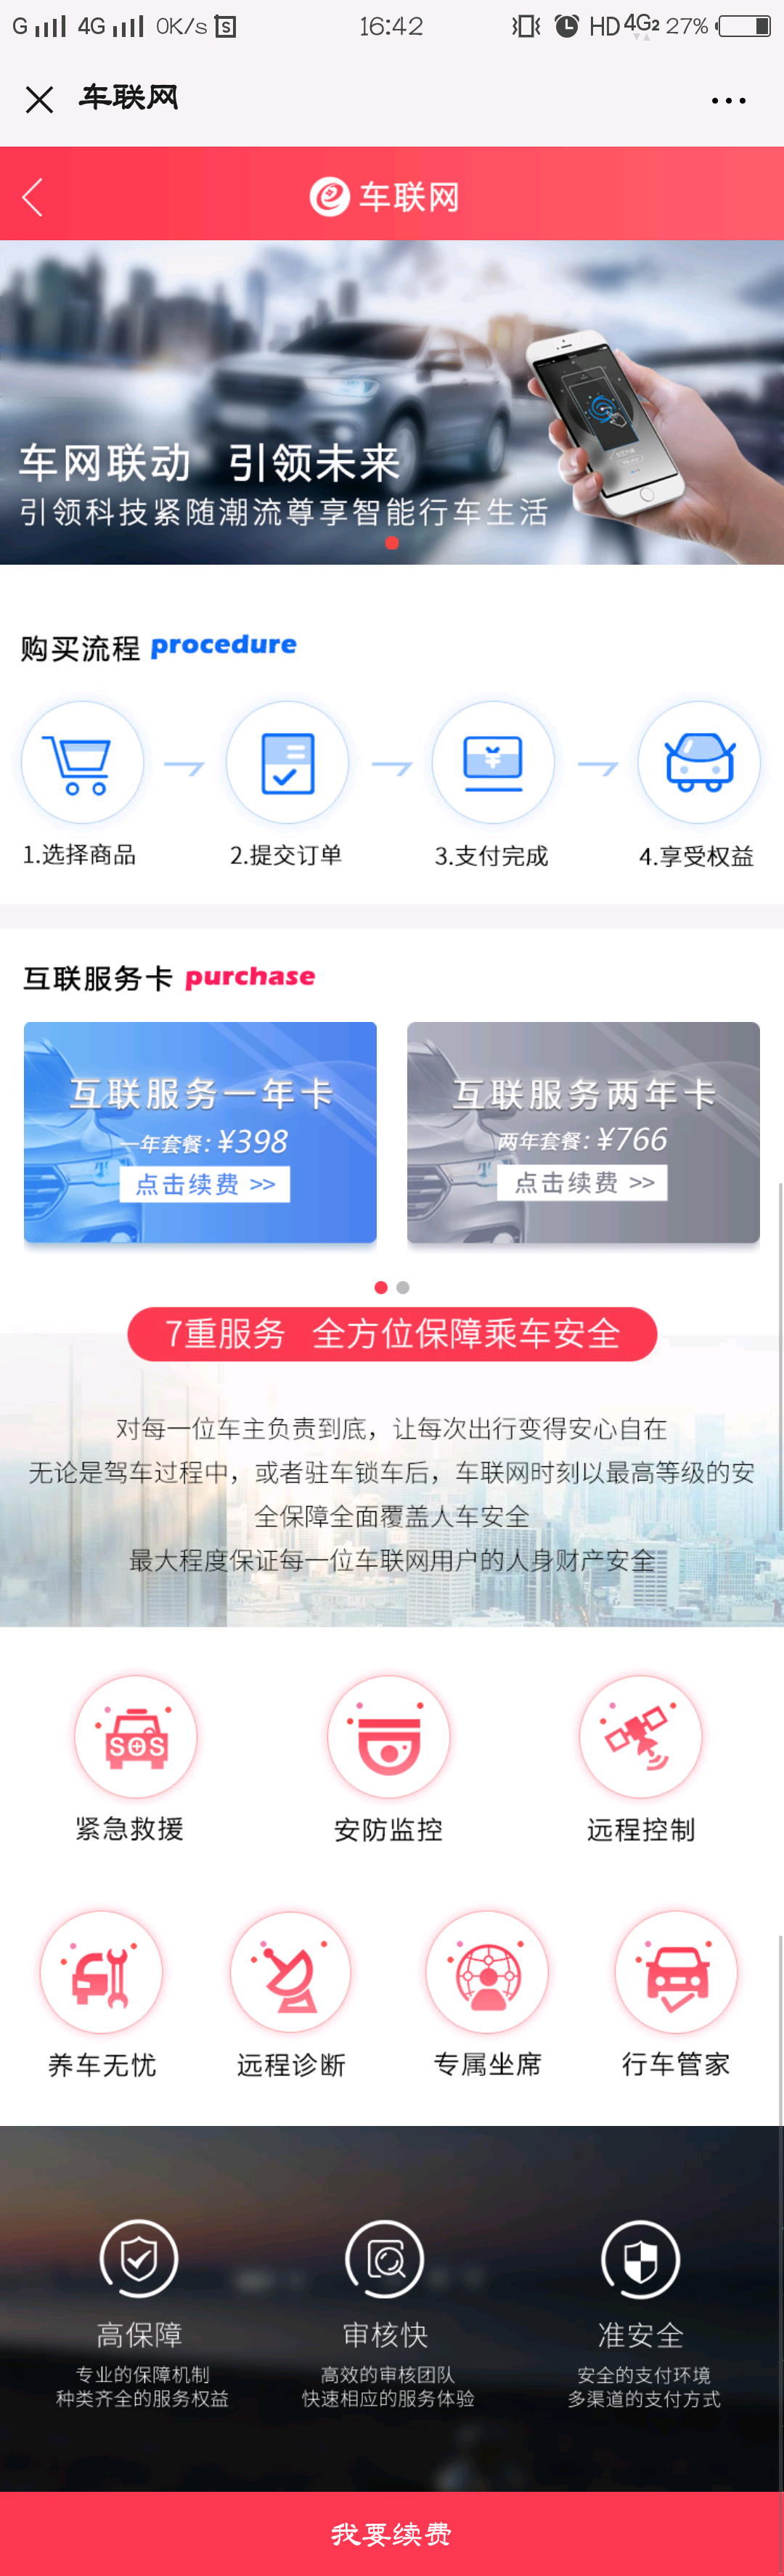 G 4G 0K/s 16:42 HD 4G2 27%
车联网
车联网
车网联动 引领未来
引领科技紧随潮流尊享智能行车生活
购买流程 procedure
1.选择商品 2.提交订单 3.支付完成 4.享受权益
互联服务卡 purchase
互联服务一年卡
一年套餐:¥398
点击续费 >>
互联服务两年卡
两年套餐:¥766
点击续费 >>
7重服务 全方位保障乘车安全
对每一位车主负责到底，让每次出行变得安心自在
无论是驾车过程中，或者驻车锁车后，车联网时刻以最高等级的安
全保障全面覆盖人车安全
最大程度保证每一位车联网用户的人身财产安全
SOS
紧急救援 安防监控 远程控制
养车无忧 远程诊断 专属坐席 行车管家
高保障
专业的保障机制
种类齐全的服务权益
审核快
高效的审核团队
快速相应的服务体验
准安全
安全的支付环境
多渠道的支付方式
我要续费